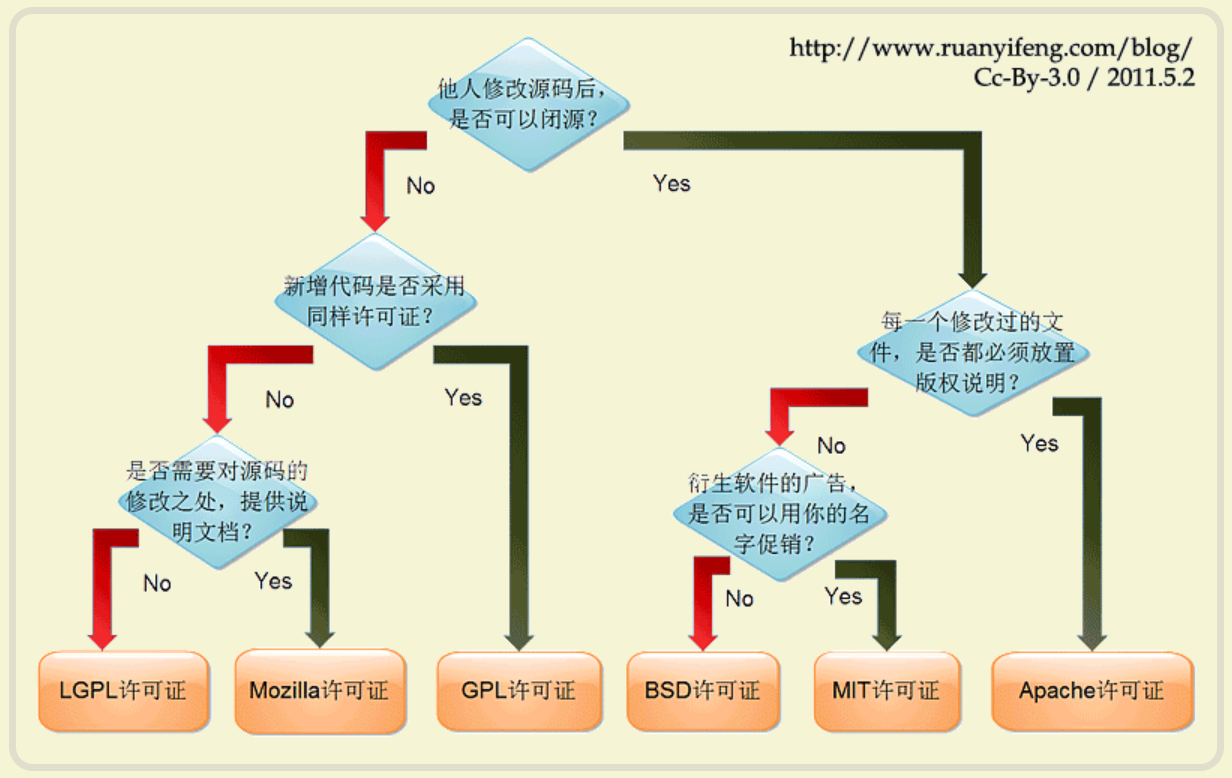 http://www.ruanyifeng.com/blog/
Cc-By-3.0 / 2011.5.2
他人修改源码后，
是否可以闭源？
No
Yes
新增代码是否采用
同样许可证？
No
Yes
每一个修改过的文
件，是否都必须放置
版权说明？
No
Yes
是否需要对源码的
修改之处，提供说
明文档？
No
Yes
衍生软件的广告，
是否可以用你的名
字促销？
No
Yes
LGPL许可证
Mozilla许可证
GPL许可证
BSD许可证
MIT许可证
Apache许可证